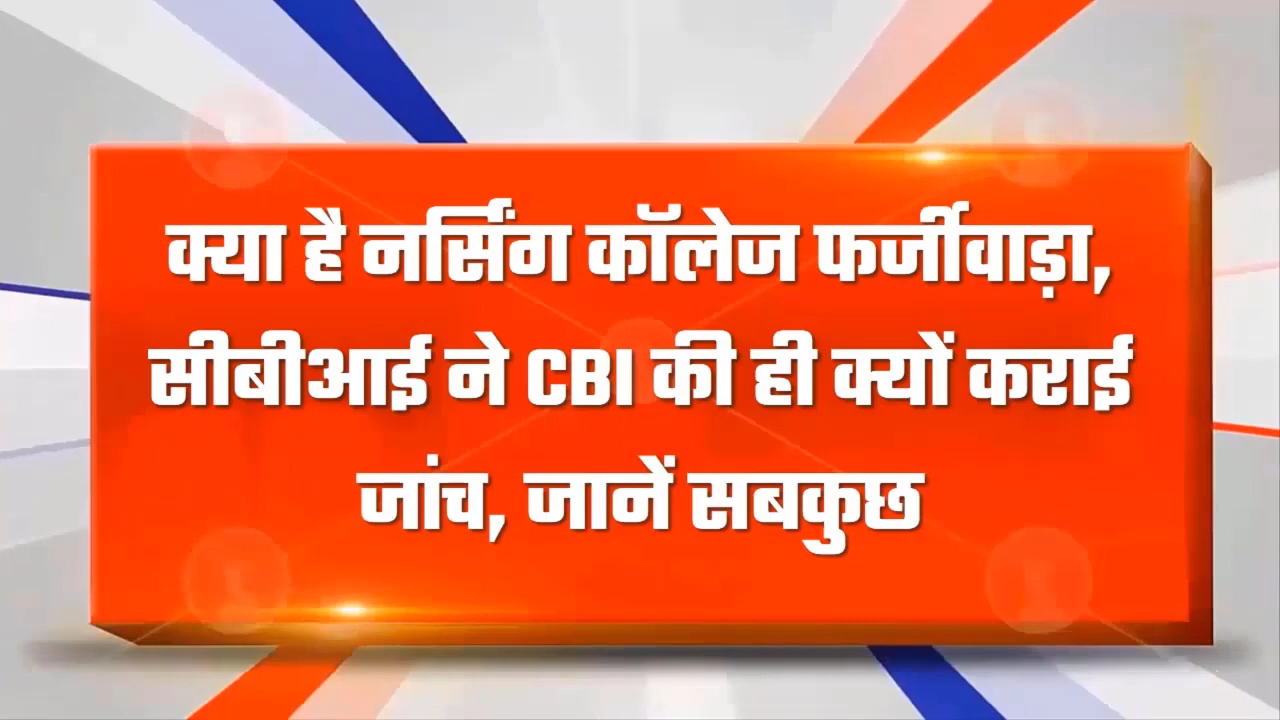 क्या है नर्सिंग कॉलेज फर्जीवाड़ा,
सीबीआई ने CBI की ही क्यों कराई
जांच, जानें सबकुछ